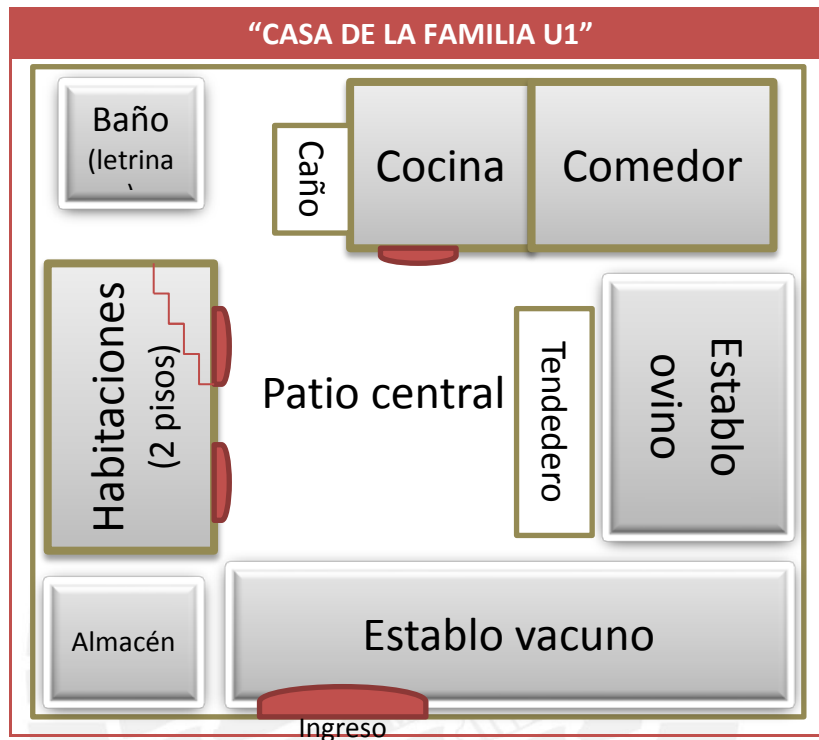 “CASA DE LA FAMILIA U1”
Baño
(letrina
Caño
Cocina
Comedor
Habitaciones
(2 pisos)
Patio central
Tendedero
Establo
ovino
Almacén
Establo vacuno
Ingreso